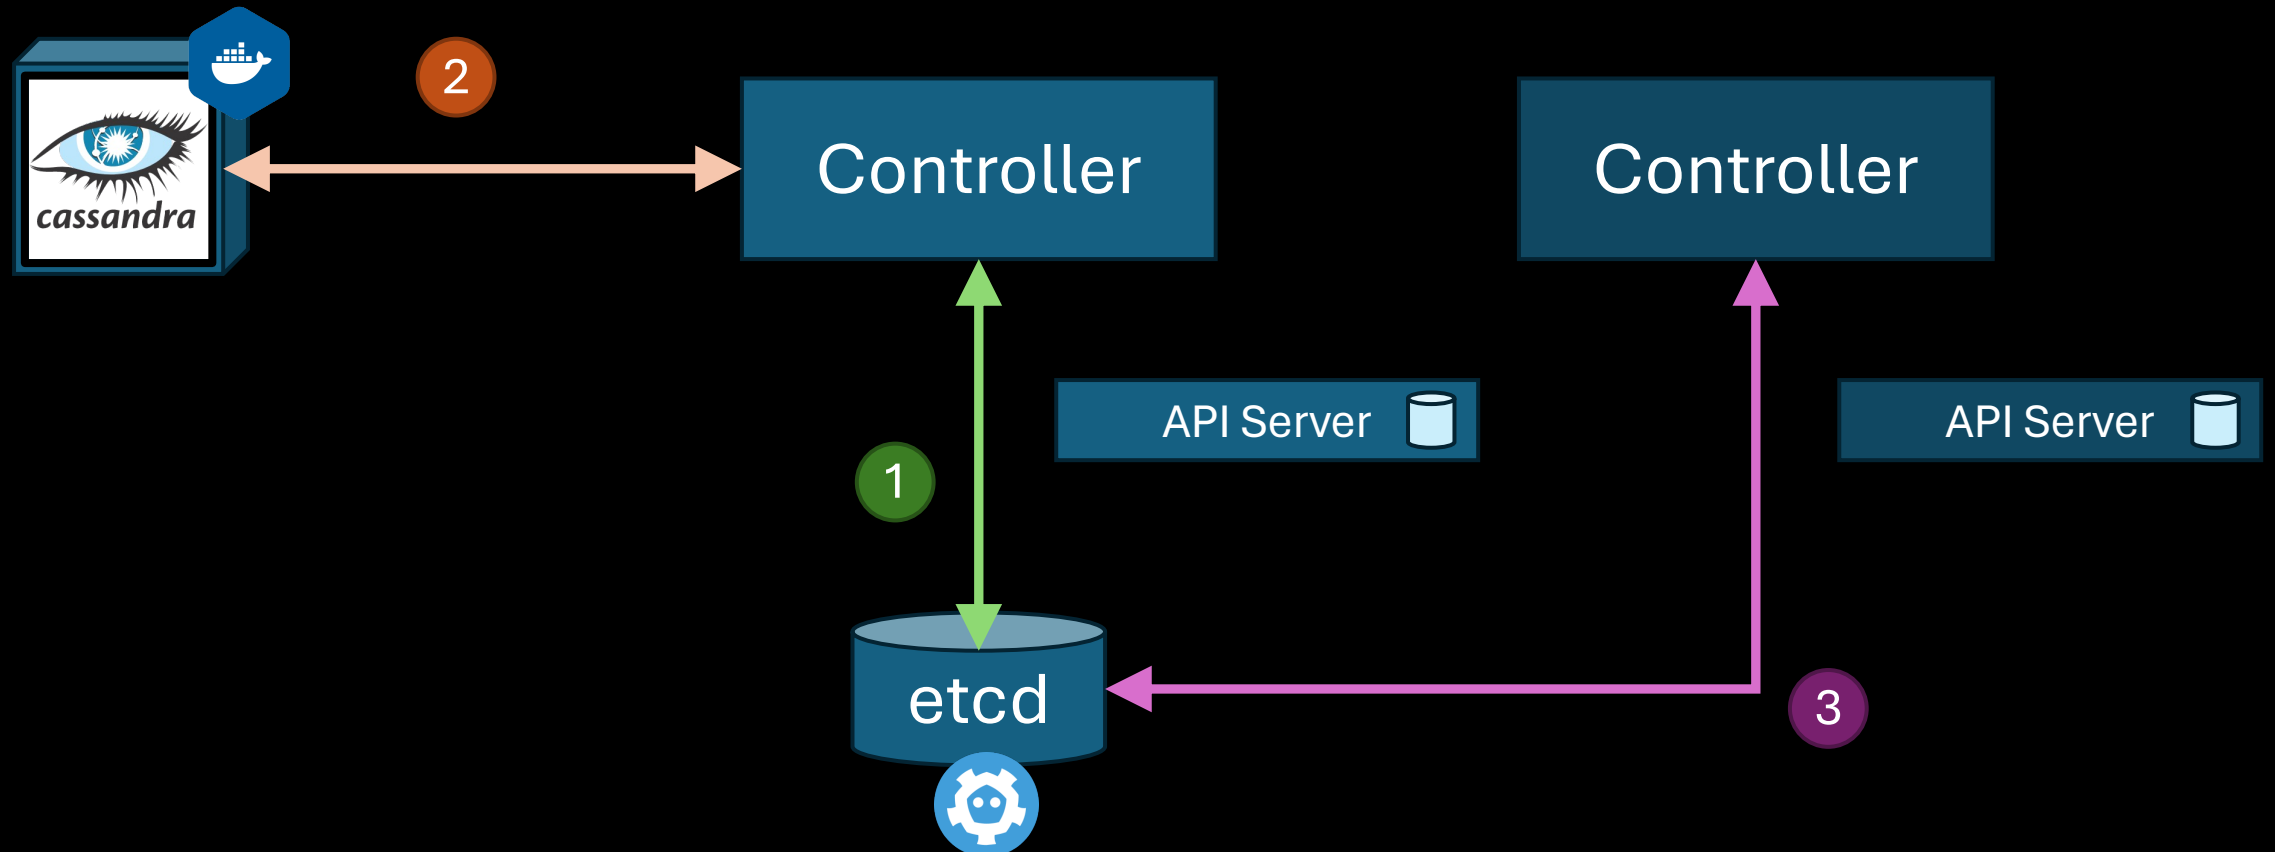 2
Controller
Controller
cassandra
API Server
API Server
1
etcd
3